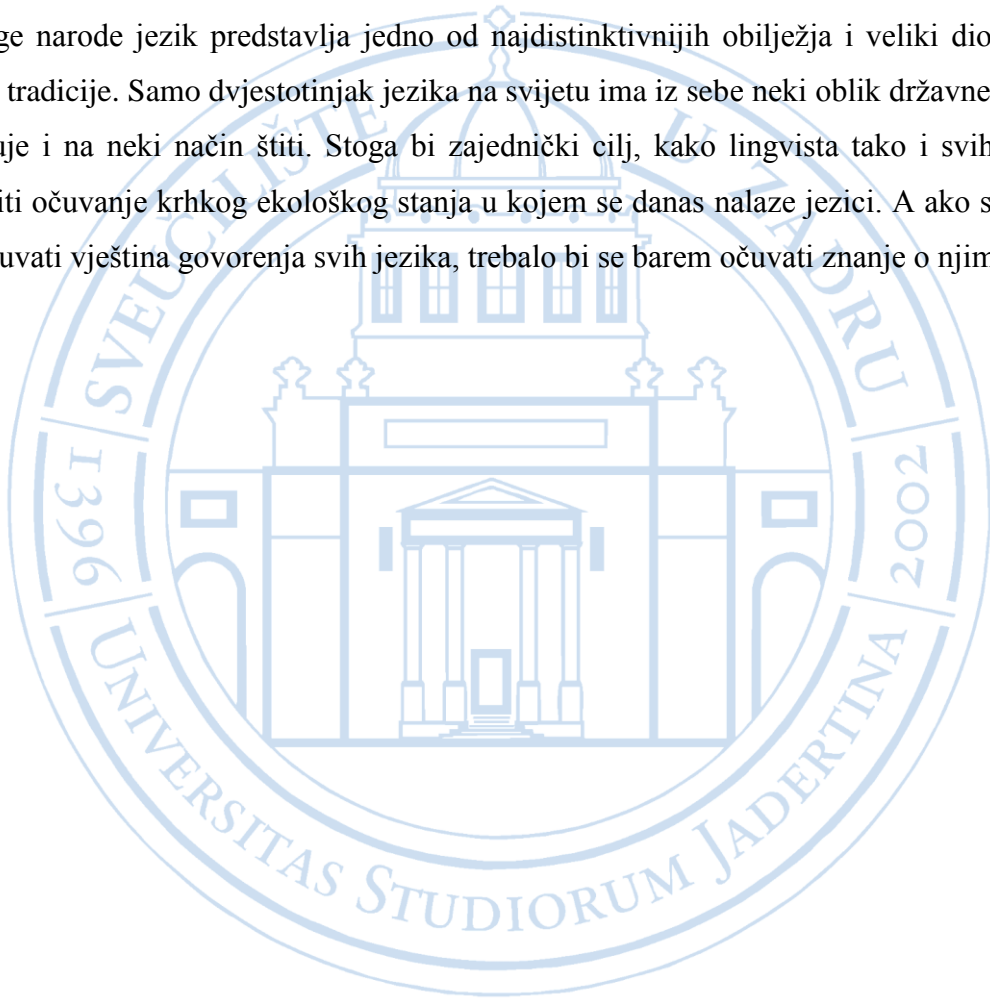 ge narode jezik predstavlja jedno od najdistinktivnijih obilježja i veliki dio
tradicije. Samo dvjestotinjak jezika na svijetu ima iz sebe neki oblik državne
uje i na neki način štiti. Stoga bi zajednički cilj, kako lingvista tako i svih
iti očuvanje krhkog ekološkog stanja u kojem se danas nalaze jezici. A ako s
uvati vještina govorenja svih jezika, trebalo bi se barem očuvati znanje o njim
SVEUČILIŠTE U ZADRU
1396
2002
UNIVERSITAS STUDIORUM JADERTINA